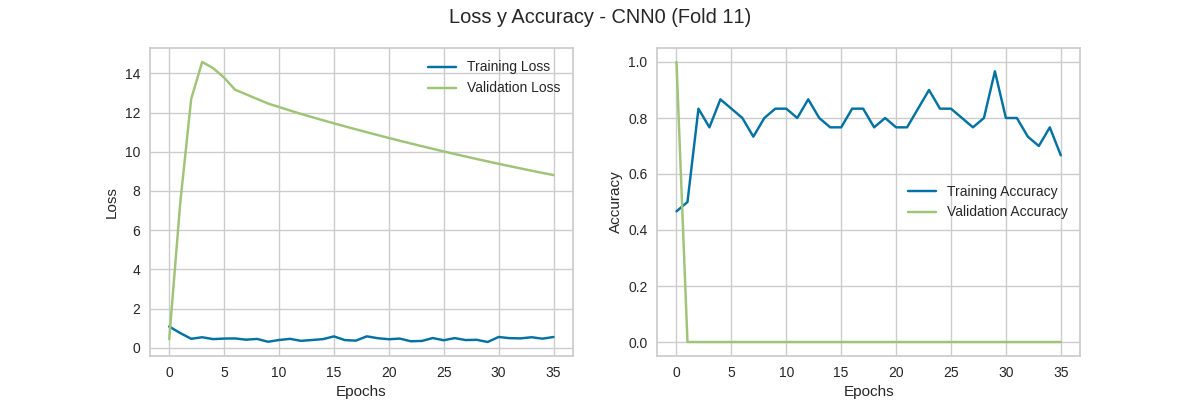 Loss y Accuracy - CNN0 (Fold 11)
14
12
10
8
6
4
2
0
Loss
Training Loss
Validation Loss
0 5 10 15 20 25 30 35
Epochs
1.0
0.8
0.6
0.4
0.2
0.0
Accuracy
Training Accuracy
Validation Accuracy
0 5 10 15 20 25 30 35
Epochs